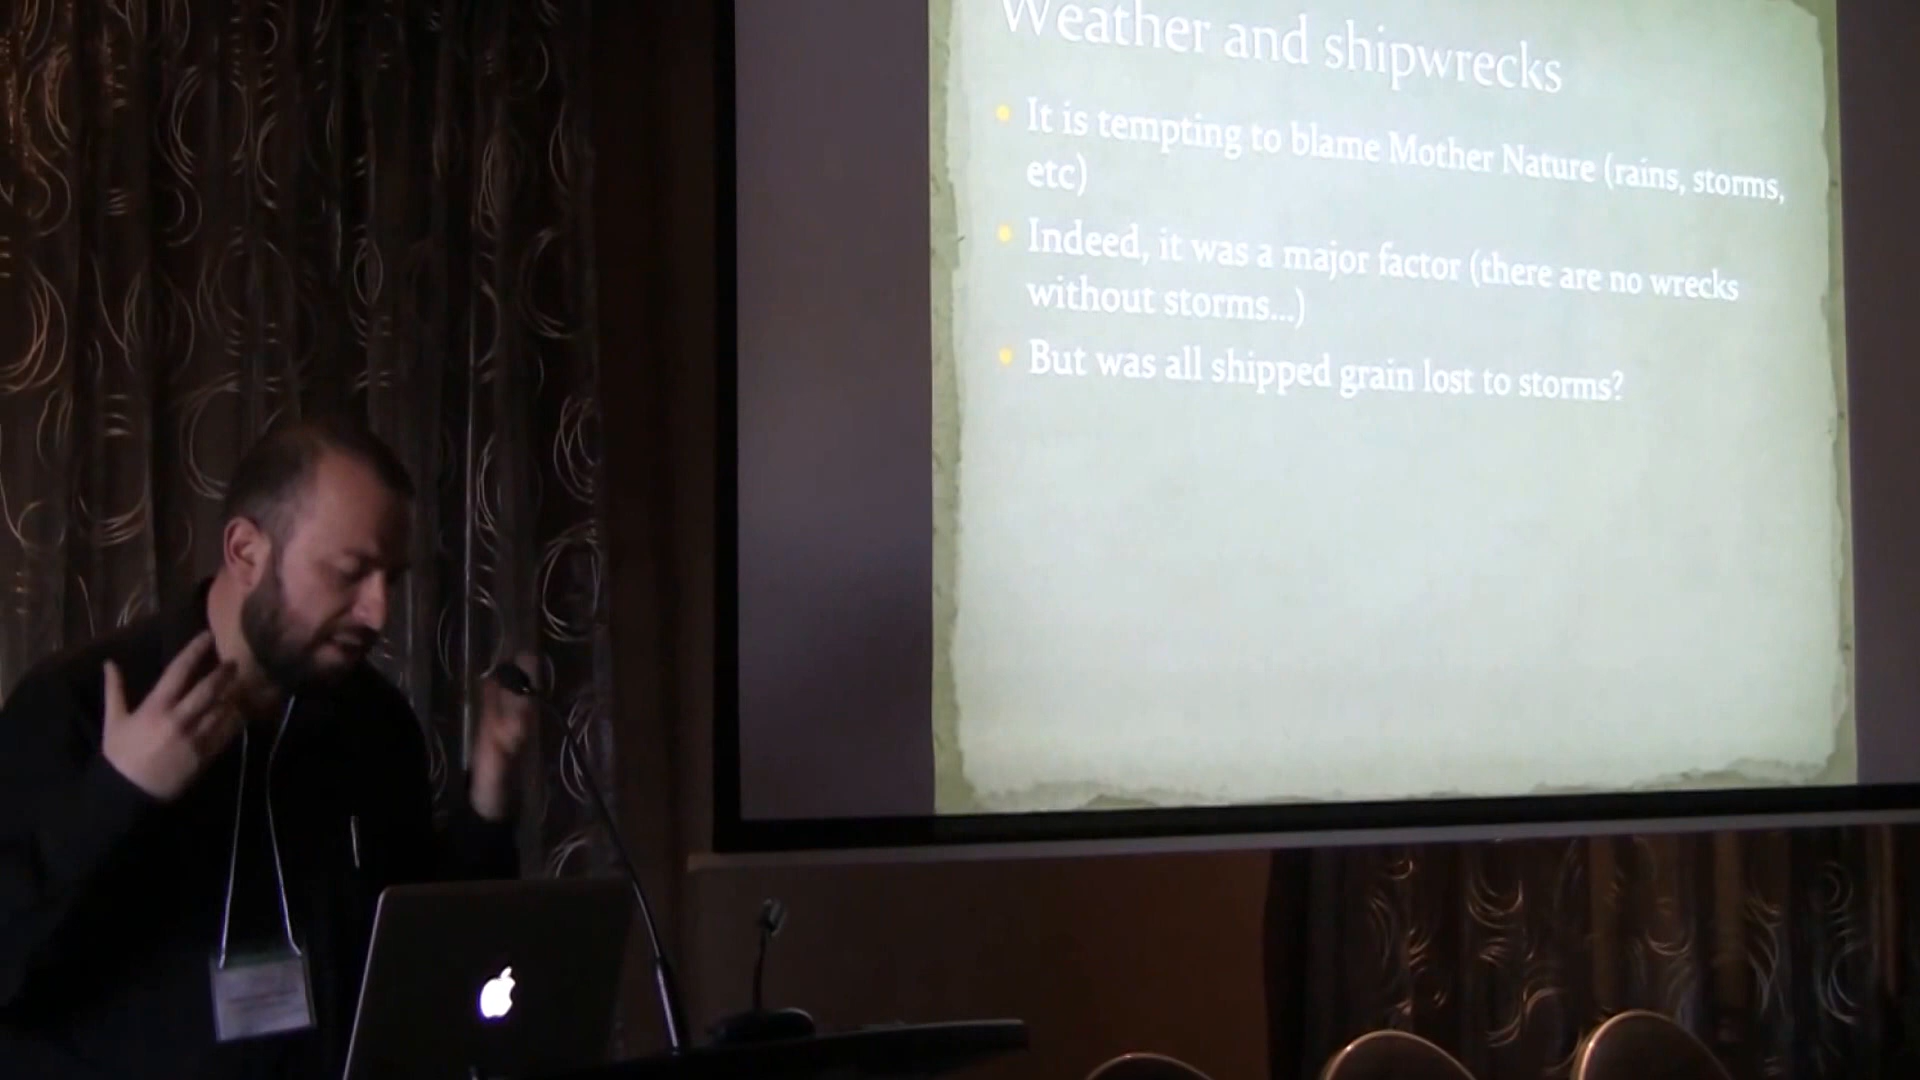 Weather and shipwrecks
It is tempting to blame Mother Nature (rains, storms,
etc)
Indeed, it was a major factor (there are no wrecks
without storms...)
But was all shipped grain lost to storms?